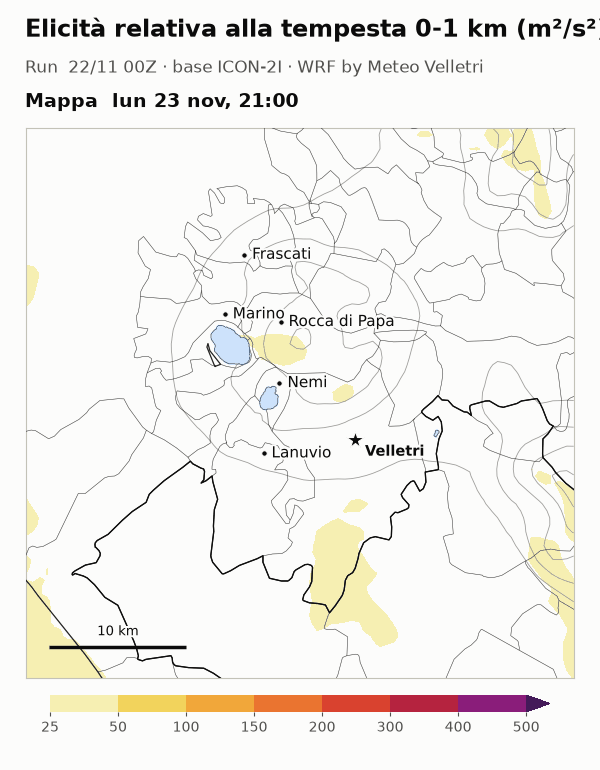 Elicità relativa alla tempesta 0-1 km (m²/s²)
Run  22/11 00Z · base ICON-2I · WRF by Meteo Velletri
Mappa  lun 23 nov, 21:00
Frascati
Marino
Rocca di Papa
Nemi
Velletri
Lanuvio
10 km
25 50 100 150 200 300 400 500